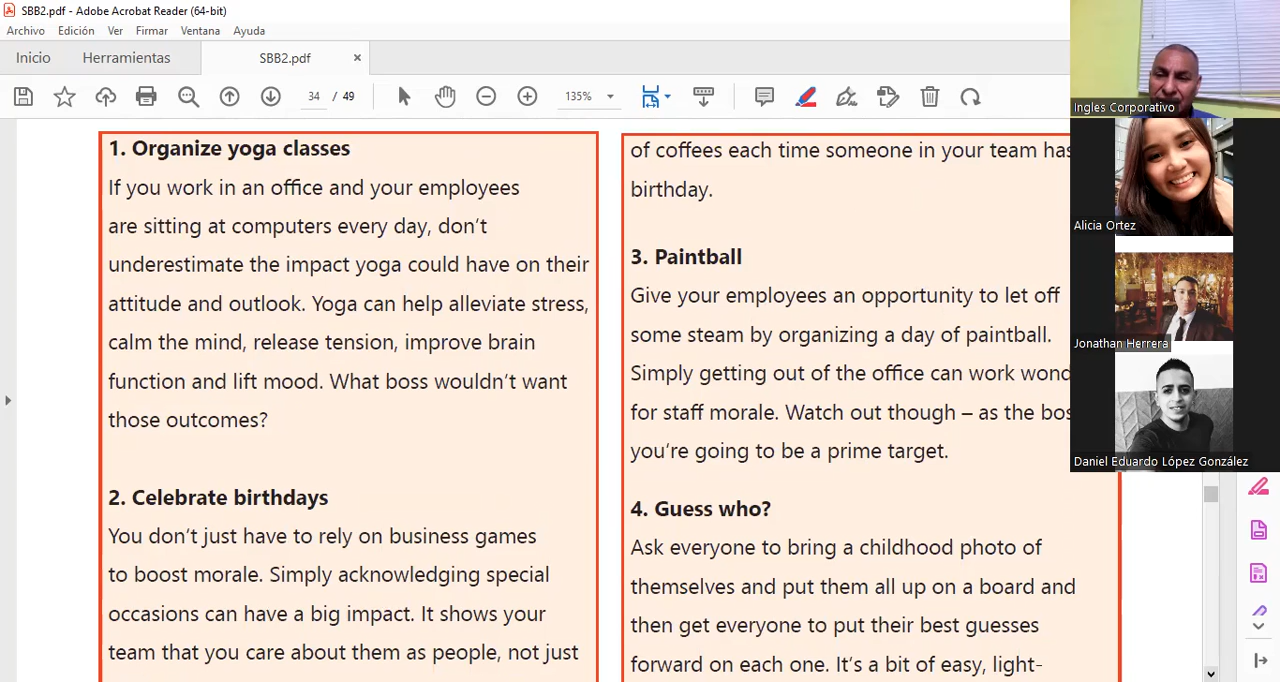 SBB2.pdf - Adobe Acrobat Reader (64-bit)
Archivo Edición Ver Firmar Ventana Ayuda
Inicio Herramientas SBB2.pdf ×
34 / 49 135%
1. Organize yoga classes
If you work in an office and your employees
are sitting at computers every day, don't
underestimate the impact yoga could have on their
attitude and outlook. Yoga can help alleviate stress,
calm the mind, release tension, improve brain
function and lift mood. What boss wouldn't want
those outcomes?
2. Celebrate birthdays
You don't just have to rely on business games
to boost morale. Simply acknowledging special
occasions can have a big impact. It shows your
team that you care about them as people, not just
of coffees each time someone in your team has
birthday.
3. Paintball
Give your employees an opportunity to let off
some steam by organizing a day of paintball.
Simply getting out of the office can work wond
for staff morale. Watch out though – as the bos
you're going to be a prime target.
4. Guess who?
Ask everyone to bring a childhood photo of
themselves and put them all up on a board and
then get everyone to put their best guesses
forward on each one. It's a bit of easy, light-
Ingles Corporativo
Alicia Ortez
Jonathan Herrera
Daniel Eduardo López González